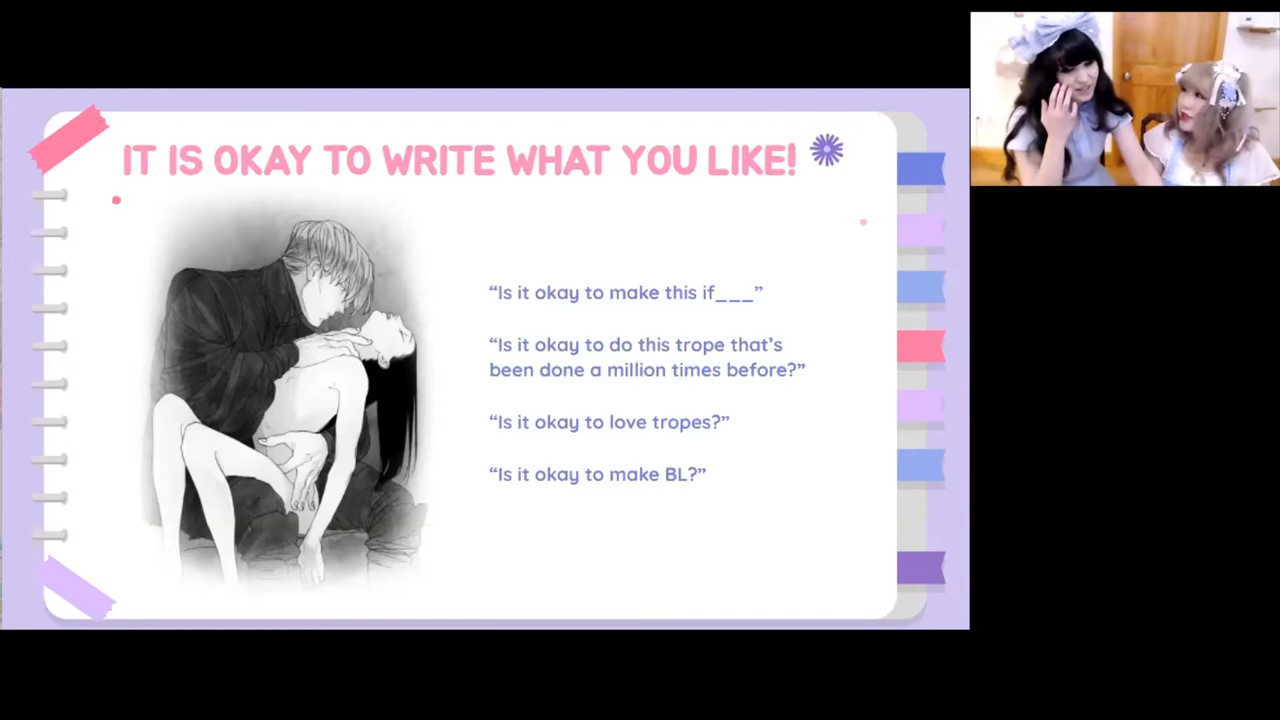 IT IS OKAY TO WRITE WHAT YOU LIKE!
“Is it okay to make this if___”
“Is it okay to do this trope that’s
been done a million times before?”
“Is it okay to love tropes?”
“Is it okay to make BL?”